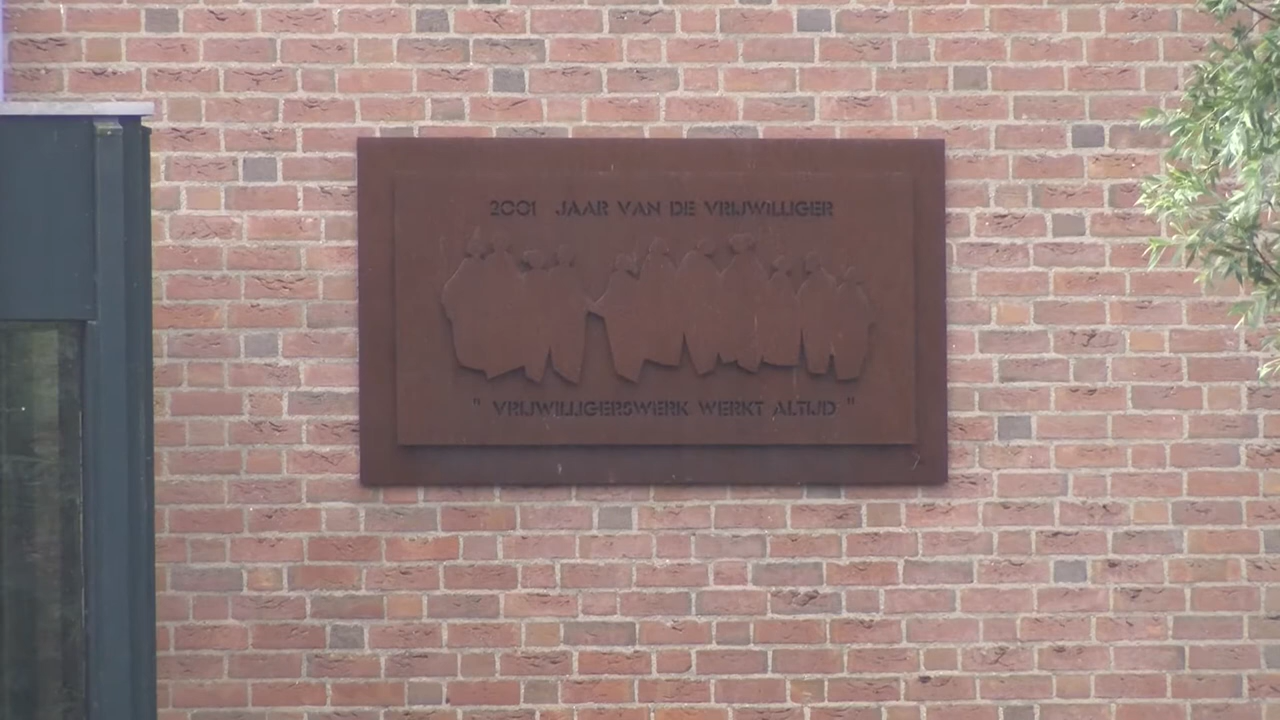 2001 JAAR VAN DE VRIJWILLIGER
" VRIJWILLIGERSWERK WERKT ALTIJD "